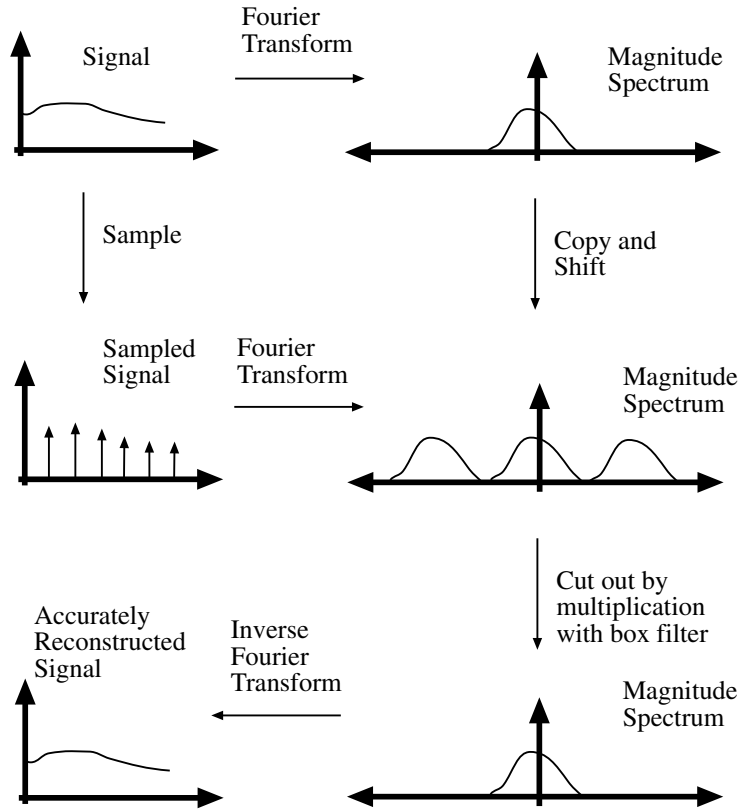 Signal
Fourier
Transform
Magnitude
Spectrum
Sample
Copy and
Shift
Sampled
Signal
Fourier
Transform
Magnitude
Spectrum
Cut out by
multiplication
with box filter
Accurately
Reconstructed
Signal
Inverse
Fourier
Transform
Magnitude
Spectrum